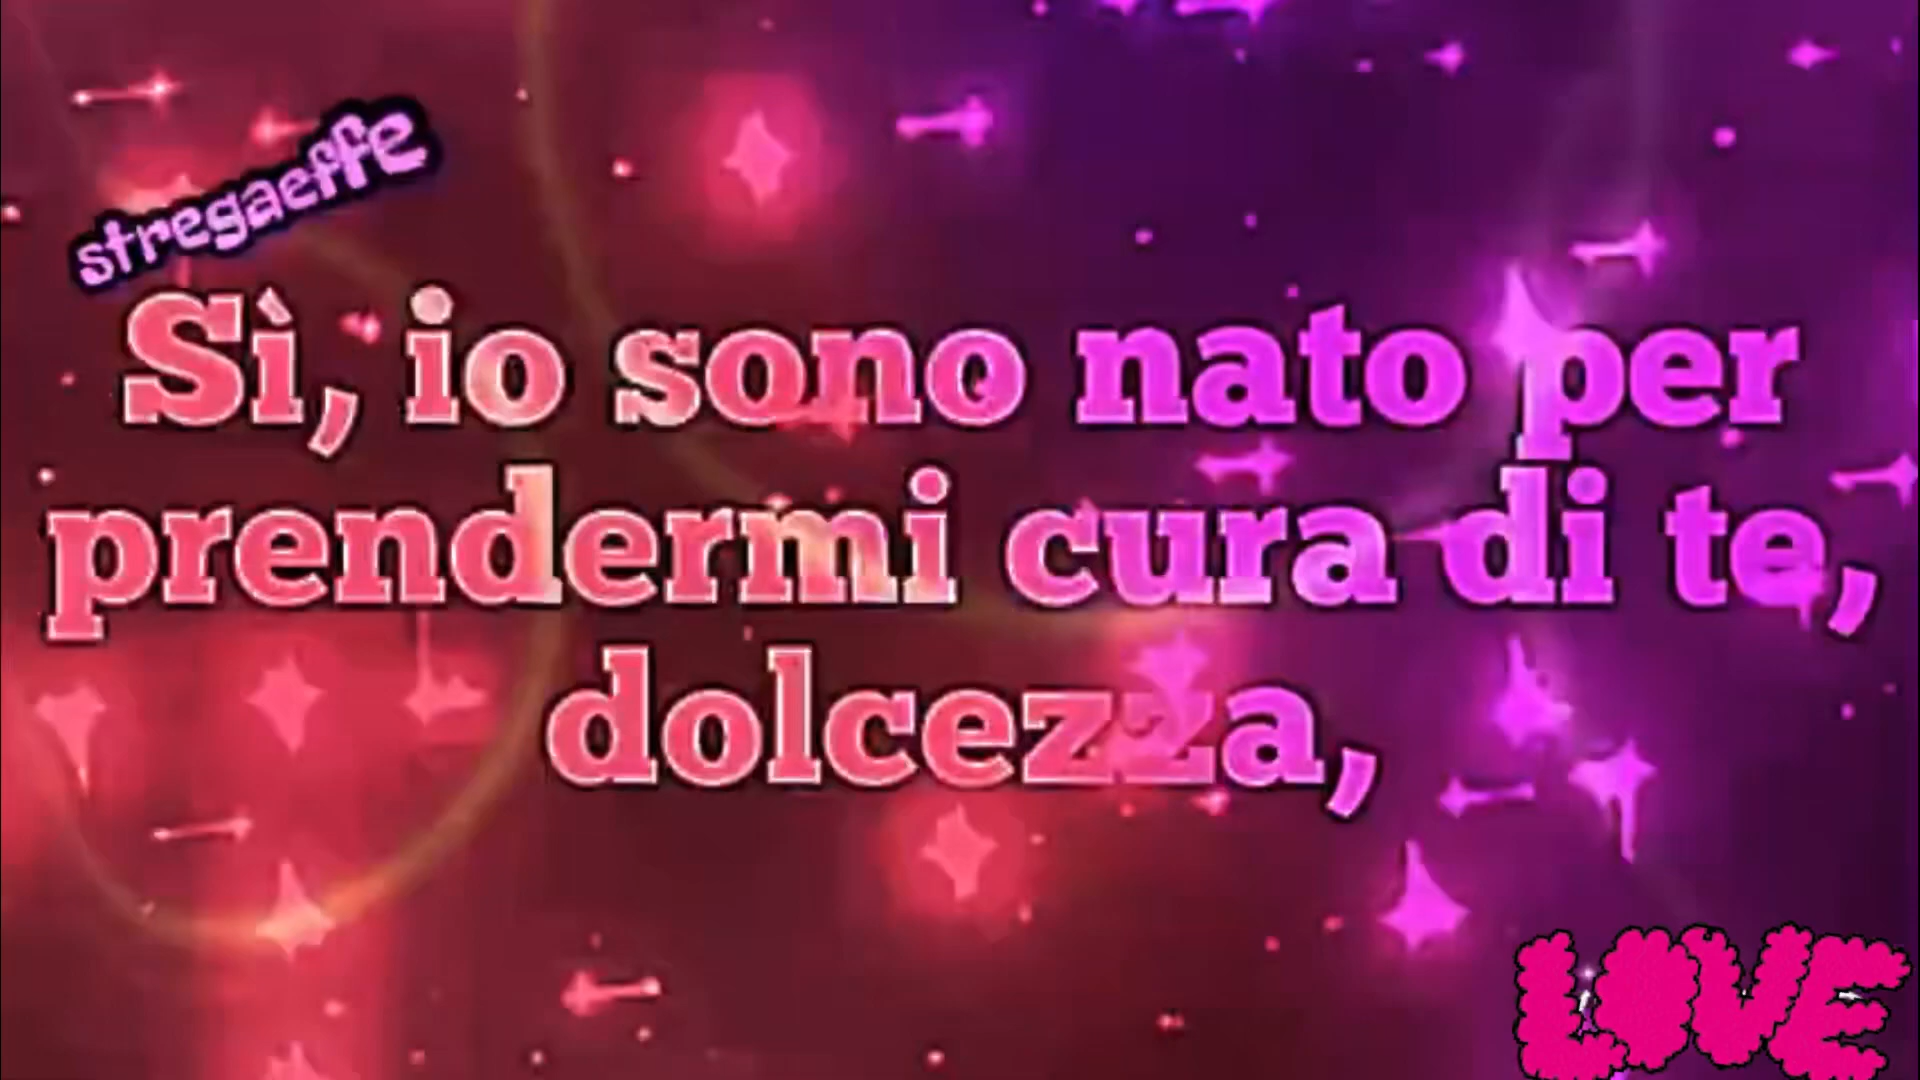 stregaeffe
Sì, io sono nato per
prendermi cura di te,
dolcezza,
LOVE